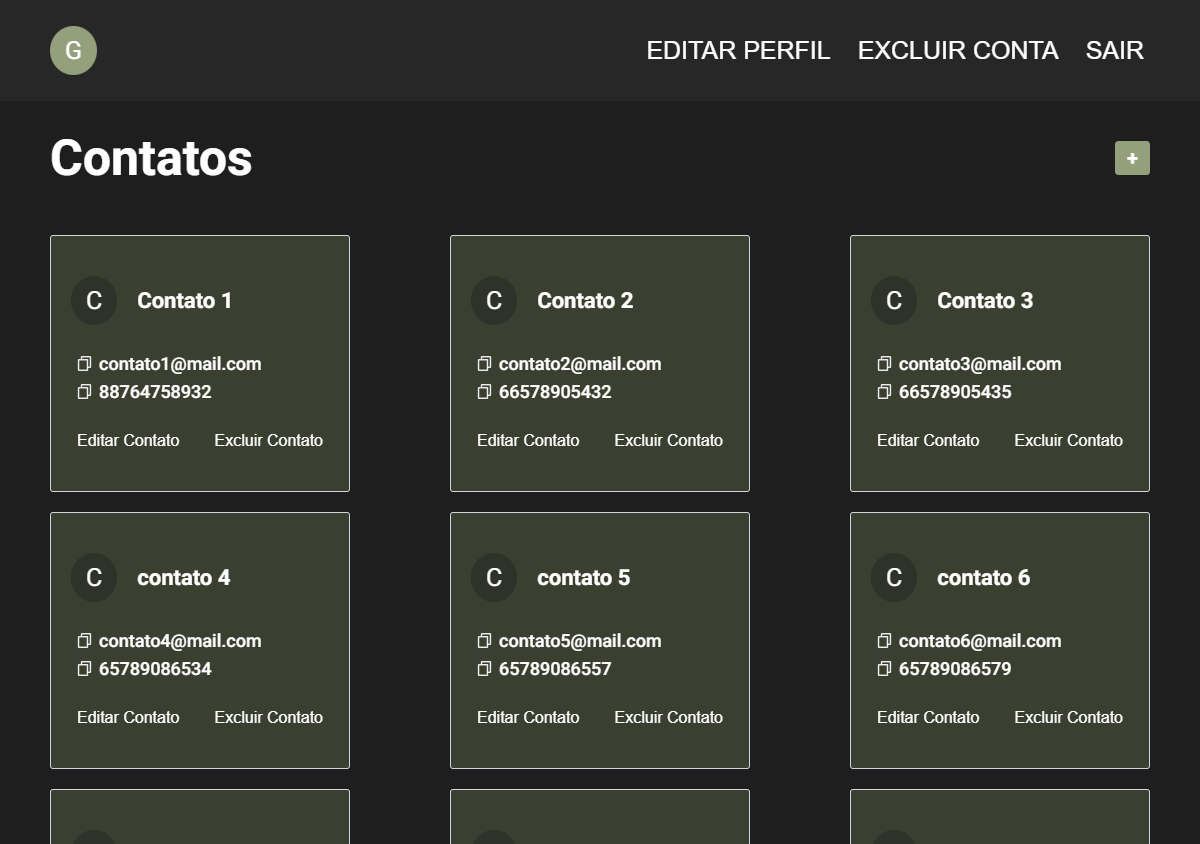 G
EDITAR PERFIL EXCLUIR CONTA SAIR
Contatos
+
C Contato 1
contato1@mail.com
88764758932
Editar Contato Excluir Contato
C Contato 2
contato2@mail.com
66578905432
Editar Contato Excluir Contato
C Contato 3
contato3@mail.com
66578905435
Editar Contato Excluir Contato
C contato 4
contato4@mail.com
65789086534
Editar Contato Excluir Contato
C contato 5
contato5@mail.com
65789086557
Editar Contato Excluir Contato
C contato 6
contato6@mail.com
65789086579
Editar Contato Excluir Contato